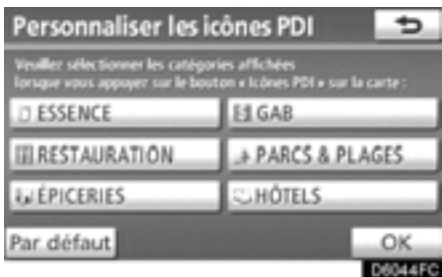 Personnaliser les icônes PDI
Veuiller sélectionner les catégories affichées
lorsque vous appuyer sur le bouton « Icônes PDI » sur la carte :
ESSENCE
GAB
RESTAURATION
PARCS & PLAGES
ÉPICERIES
HÔTELS
Par défaut
OK
D6044FC